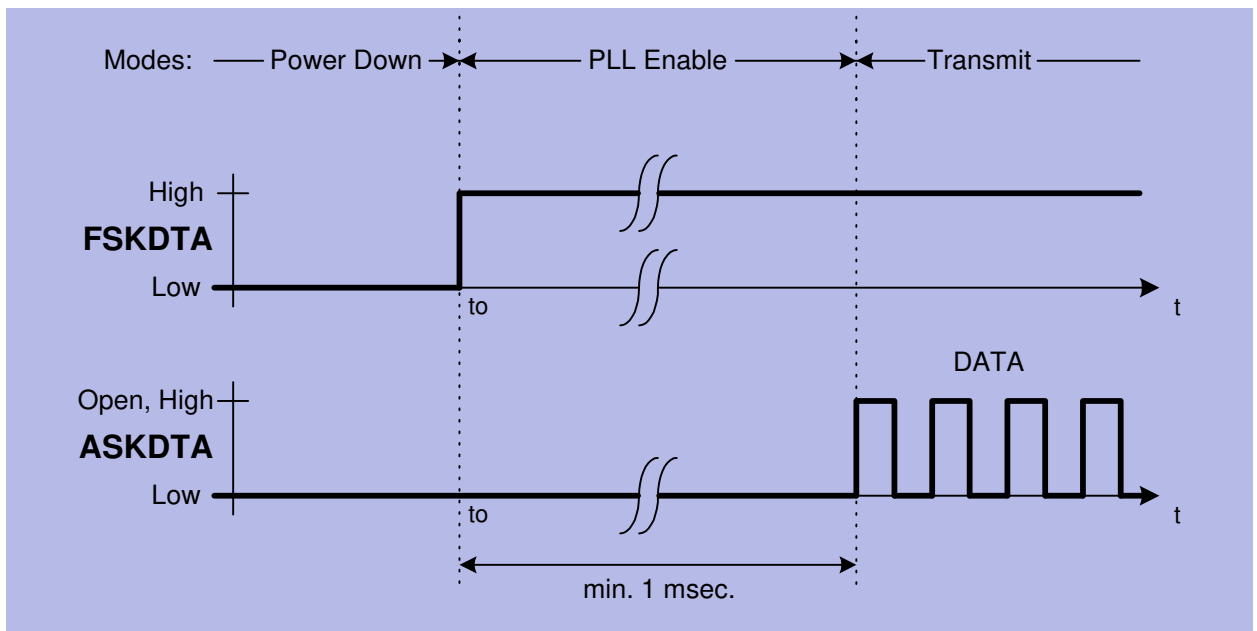 Modes: Power Down PLL Enable Transmit
High
FSKDTA
Low
to
t
DATA
Open, High
ASKDTA
Low
to
t
min. 1 msec.